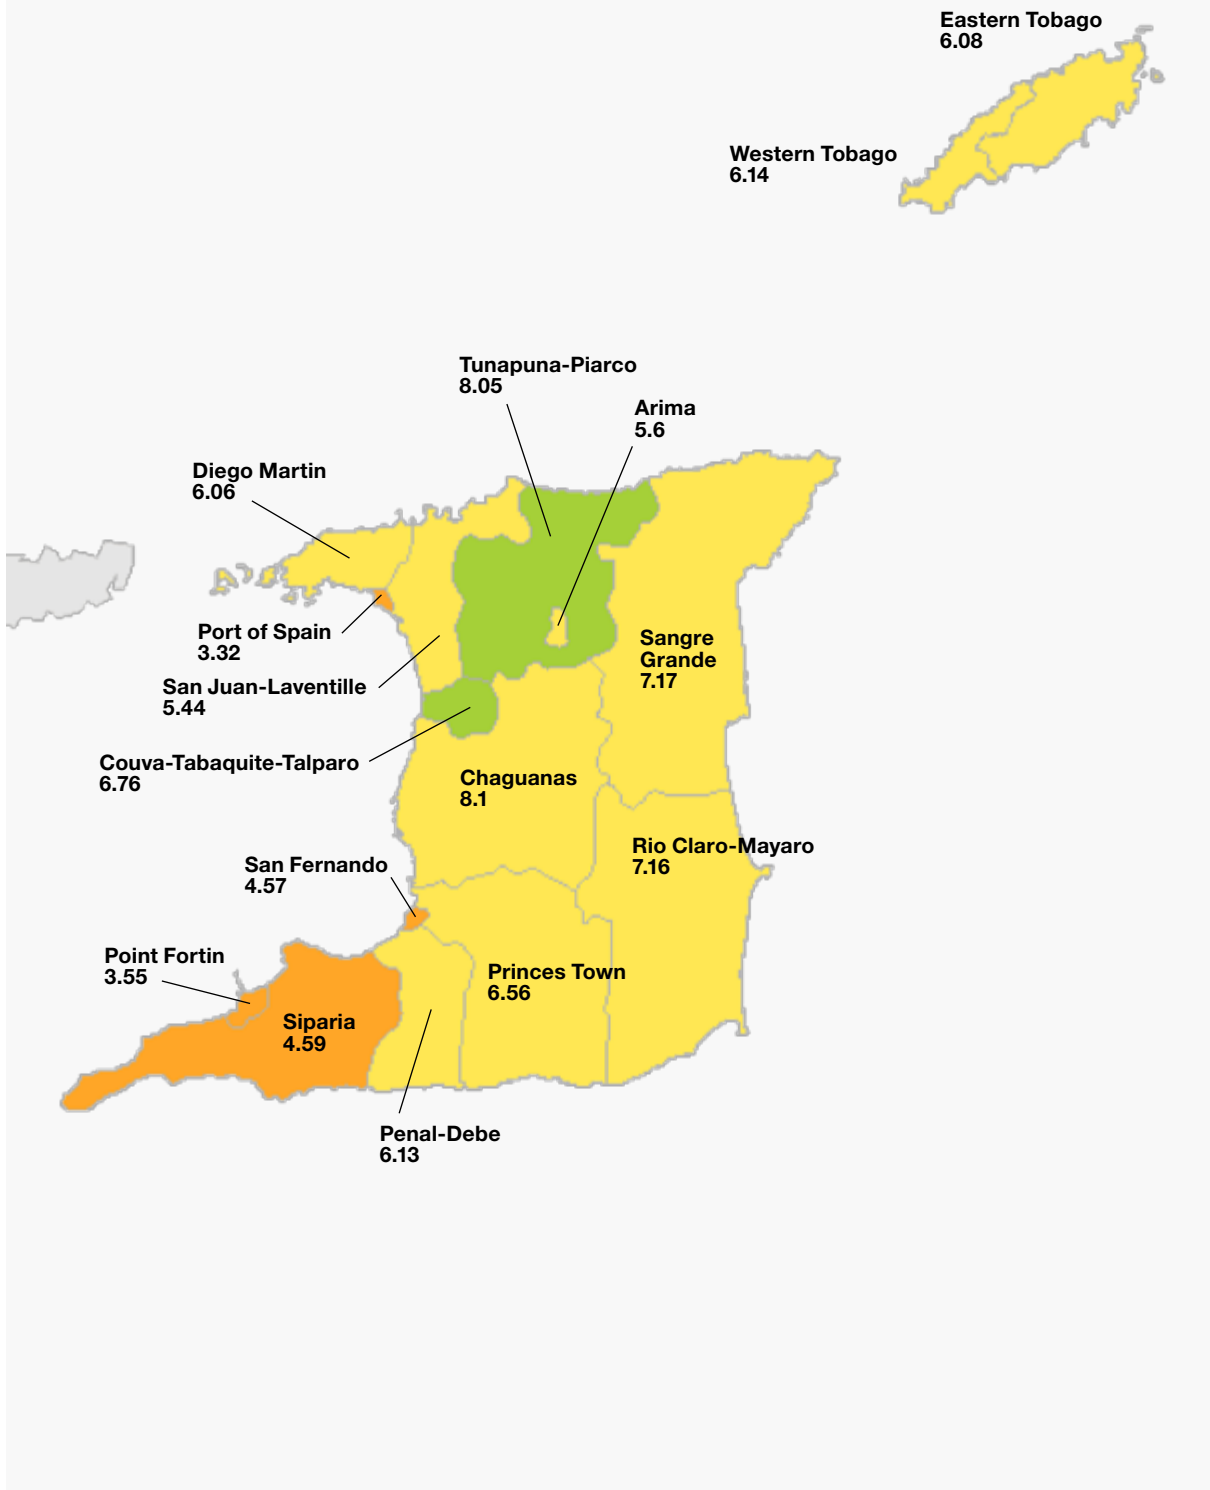 Eastern Tobago
6.08
Western Tobago
6.14
Tunapuna-Piarco
8.05
Arima
5.6
Diego Martin
6.06
Port of Spain
3.32
Sangre
Grande
7.17
San Juan-Laventille
5.44
Couva-Tabaquite-Talparo
6.76
Chaguanas
8.1
Rio Claro-Mayaro
7.16
San Fernando
4.57
Point Fortin
3.55
Princes Town
6.56
Siparia
4.59
Penal-Debe
6.13